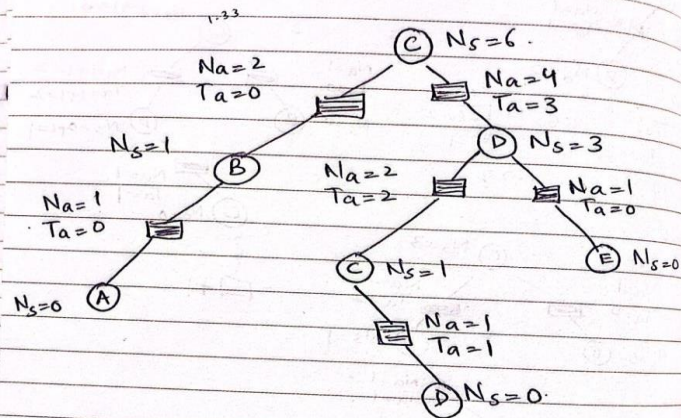 1.33
C Ns=6.
Na=2
Ta=0
Na=4
Ta=3
Ns=1
B
D Ns=3
Na=2
Ta=2
Na=1
Ta=0
Na=1
Ta=0
C Ns=1
E Ns=0
Ns=0 A
Na=1
Ta=1
D Ns=0.